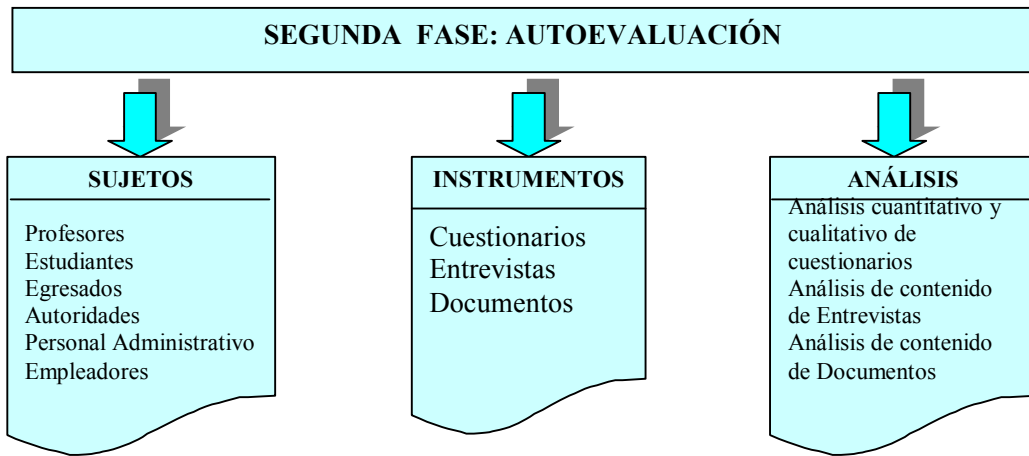 SEGUNDA FASE: AUTOEVALUACIÓN
SUJETOS
Profesores
Estudiantes
Egresados
Autoridades
Personal Administrativo
Empleadores
INSTRUMENTOS
Cuestionarios
Entrevistas
Documentos
ANÁLISIS
Análisis cuantitativo y
cualitativo de
cuestionarios
Análisis de contenido
de Entrevistas
Análisis de contenido
de Documentos